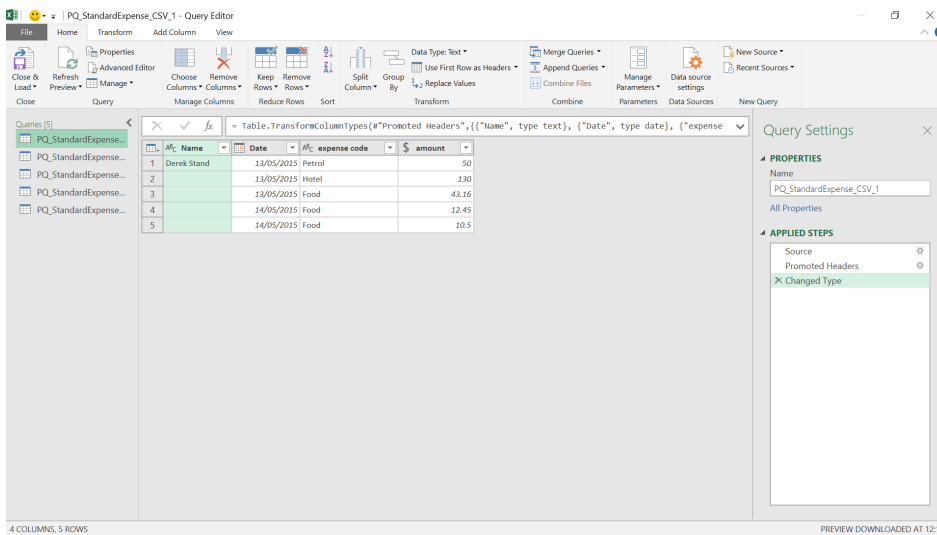 PQ_StandardExpense_CSV_1 - Query Editor
File Home Transform Add Column View
Close & Load
Refresh Preview
Properties
Advanced Editor
Manage
Choose Columns
Remove Columns
Keep Rows
Remove Rows
Split Column
Group By
Data Type: Text
Use First Row as Headers
Replace Values
Merge Queries
Append Queries
Combine Files
Manage Parameters
Data source settings
New Source
Recent Sources
Close Query Manage Columns Reduce Rows Sort Transform Combine Parameters Data Sources New Query
Queries [5]
PQ_StandardExpense...
PQ_StandardExpense...
PQ_StandardExpense...
PQ_StandardExpense...
PQ_StandardExpense...
fx = Table.TransformColumnTypes(#"Promoted Headers",{{"Name", type text}, {"Date", type date}, {"expense
Name Date expense code $ amount
1 Derek Stand 13/05/2015 Petrol 50
2 13/05/2015 Hotel 130
3 13/05/2015 Food 43.16
4 14/05/2015 Food 12.45
5 14/05/2015 Food 10.5
Query Settings
PROPERTIES
Name
PQ_StandardExpense_CSV_1
All Properties
APPLIED STEPS
Source
Promoted Headers
Changed Type
4 COLUMNS, 5 ROWS
PREVIEW DOWNLOADED AT 12: